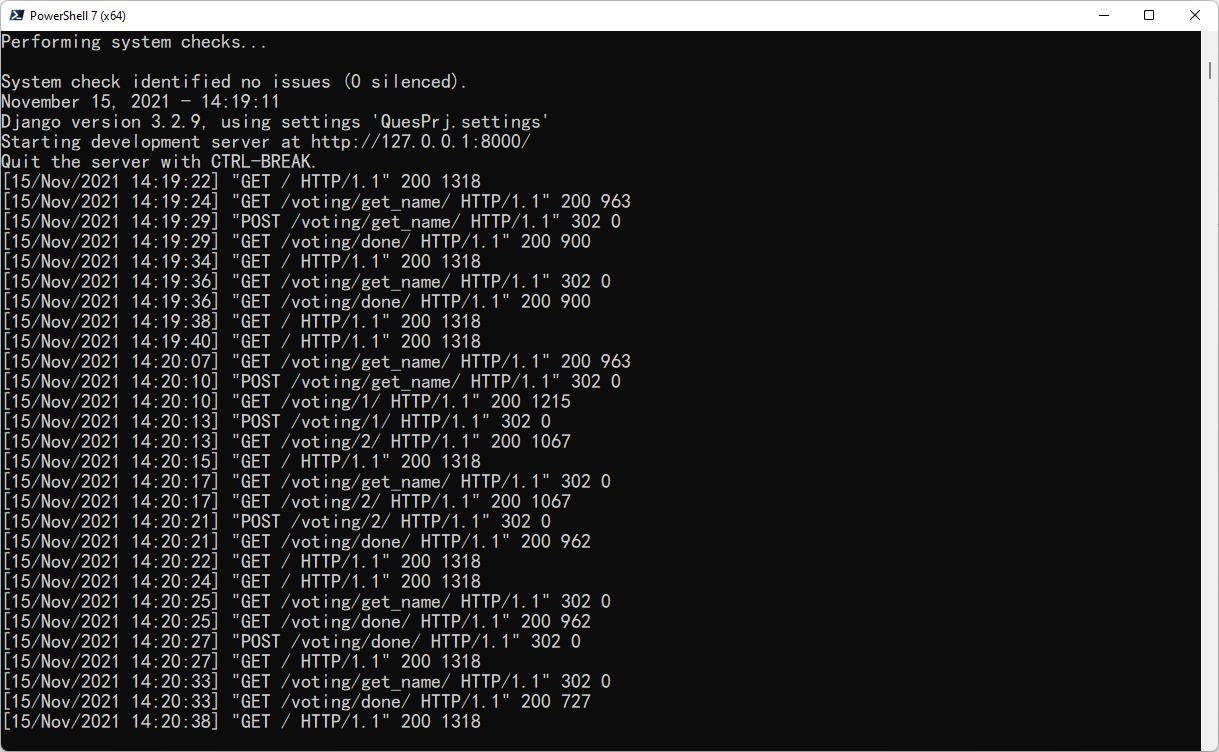 PowerShell 7 (x64)
Performing system checks...
System check identified no issues (0 silenced).
November 15, 2021 - 14:19:11
Django version 3.2.9, using settings 'QuesPrj.settings'
Starting development server at http://127.0.0.1:8000/
Quit the server with CTRL-BREAK.
[15/Nov/2021 14:19:22] "GET / HTTP/1.1" 200 1318
[15/Nov/2021 14:19:24] "GET /voting/get_name/ HTTP/1.1" 200 963
[15/Nov/2021 14:19:29] "POST /voting/get_name/ HTTP/1.1" 302 0
[15/Nov/2021 14:19:29] "GET /voting/done/ HTTP/1.1" 200 900
[15/Nov/2021 14:19:34] "GET / HTTP/1.1" 200 1318
[15/Nov/2021 14:19:36] "GET /voting/get_name/ HTTP/1.1" 302 0
[15/Nov/2021 14:19:36] "GET /voting/done/ HTTP/1.1" 200 900
[15/Nov/2021 14:19:38] "GET / HTTP/1.1" 200 1318
[15/Nov/2021 14:19:40] "GET / HTTP/1.1" 200 1318
[15/Nov/2021 14:20:07] "GET /voting/get_name/ HTTP/1.1" 200 963
[15/Nov/2021 14:20:10] "POST /voting/get_name/ HTTP/1.1" 302 0
[15/Nov/2021 14:20:10] "GET /voting/1/ HTTP/1.1" 200 1215
[15/Nov/2021 14:20:13] "POST /voting/1/ HTTP/1.1" 302 0
[15/Nov/2021 14:20:13] "GET /voting/2/ HTTP/1.1" 200 1067
[15/Nov/2021 14:20:15] "GET / HTTP/1.1" 200 1318
[15/Nov/2021 14:20:17] "GET /voting/get_name/ HTTP/1.1" 302 0
[15/Nov/2021 14:20:17] "GET /voting/2/ HTTP/1.1" 200 1067
[15/Nov/2021 14:20:21] "POST /voting/2/ HTTP/1.1" 302 0
[15/Nov/2021 14:20:21] "GET /voting/done/ HTTP/1.1" 200 962
[15/Nov/2021 14:20:22] "GET / HTTP/1.1" 200 1318
[15/Nov/2021 14:20:24] "GET / HTTP/1.1" 200 1318
[15/Nov/2021 14:20:25] "GET /voting/get_name/ HTTP/1.1" 302 0
[15/Nov/2021 14:20:25] "GET /voting/done/ HTTP/1.1" 200 962
[15/Nov/2021 14:20:27] "POST /voting/done/ HTTP/1.1" 302 0
[15/Nov/2021 14:20:27] "GET / HTTP/1.1" 200 1318
[15/Nov/2021 14:20:33] "GET /voting/get_name/ HTTP/1.1" 302 0
[15/Nov/2021 14:20:33] "GET /voting/done/ HTTP/1.1" 200 727
[15/Nov/2021 14:20:38] "GET / HTTP/1.1" 200 1318